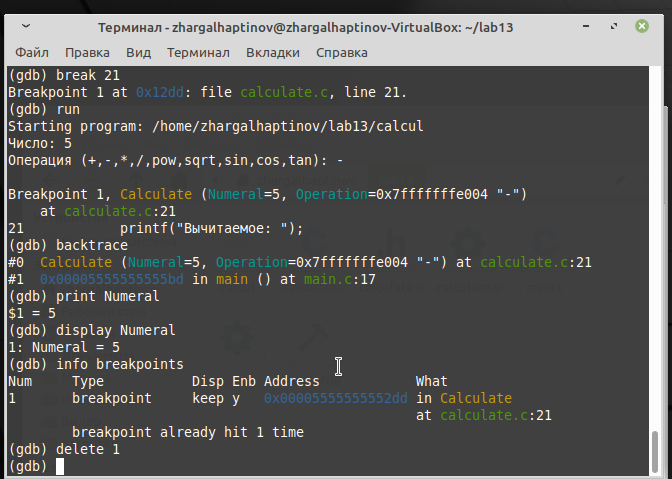 Терминал - zhargalhaptinov@zhargalhaptinov-VirtualBox: ~/lab13
Файл Правка Вид Терминал Вкладки Справка
(gdb) break 21
Breakpoint 1 at 0x12dd: file calculate.c, line 21.
(gdb) run
Starting program: /home/zhargalhaptinov/lab13/calcul
Число: 5
Операция (+,-,*,/,pow,sqrt,sin,cos,tan): -
Breakpoint 1, Calculate (Numeral=5, Operation=0x7fffffffe004 "-")
at calculate.c:21
21 printf("Вычитаемое: ");
(gdb) backtrace
#0 Calculate (Numeral=5, Operation=0x7fffffffe004 "-") at calculate.c:21
#1 0x00005555555555bd in main () at main.c:17
(gdb) print Numeral
$1 = 5
(gdb) display Numeral
1: Numeral = 5
(gdb) info breakpoints
Num Type Disp Enb Address What
1 breakpoint keep y 0x00005555555552dd in Calculate
at calculate.c:21
breakpoint already hit 1 time
(gdb) delete 1
(gdb)